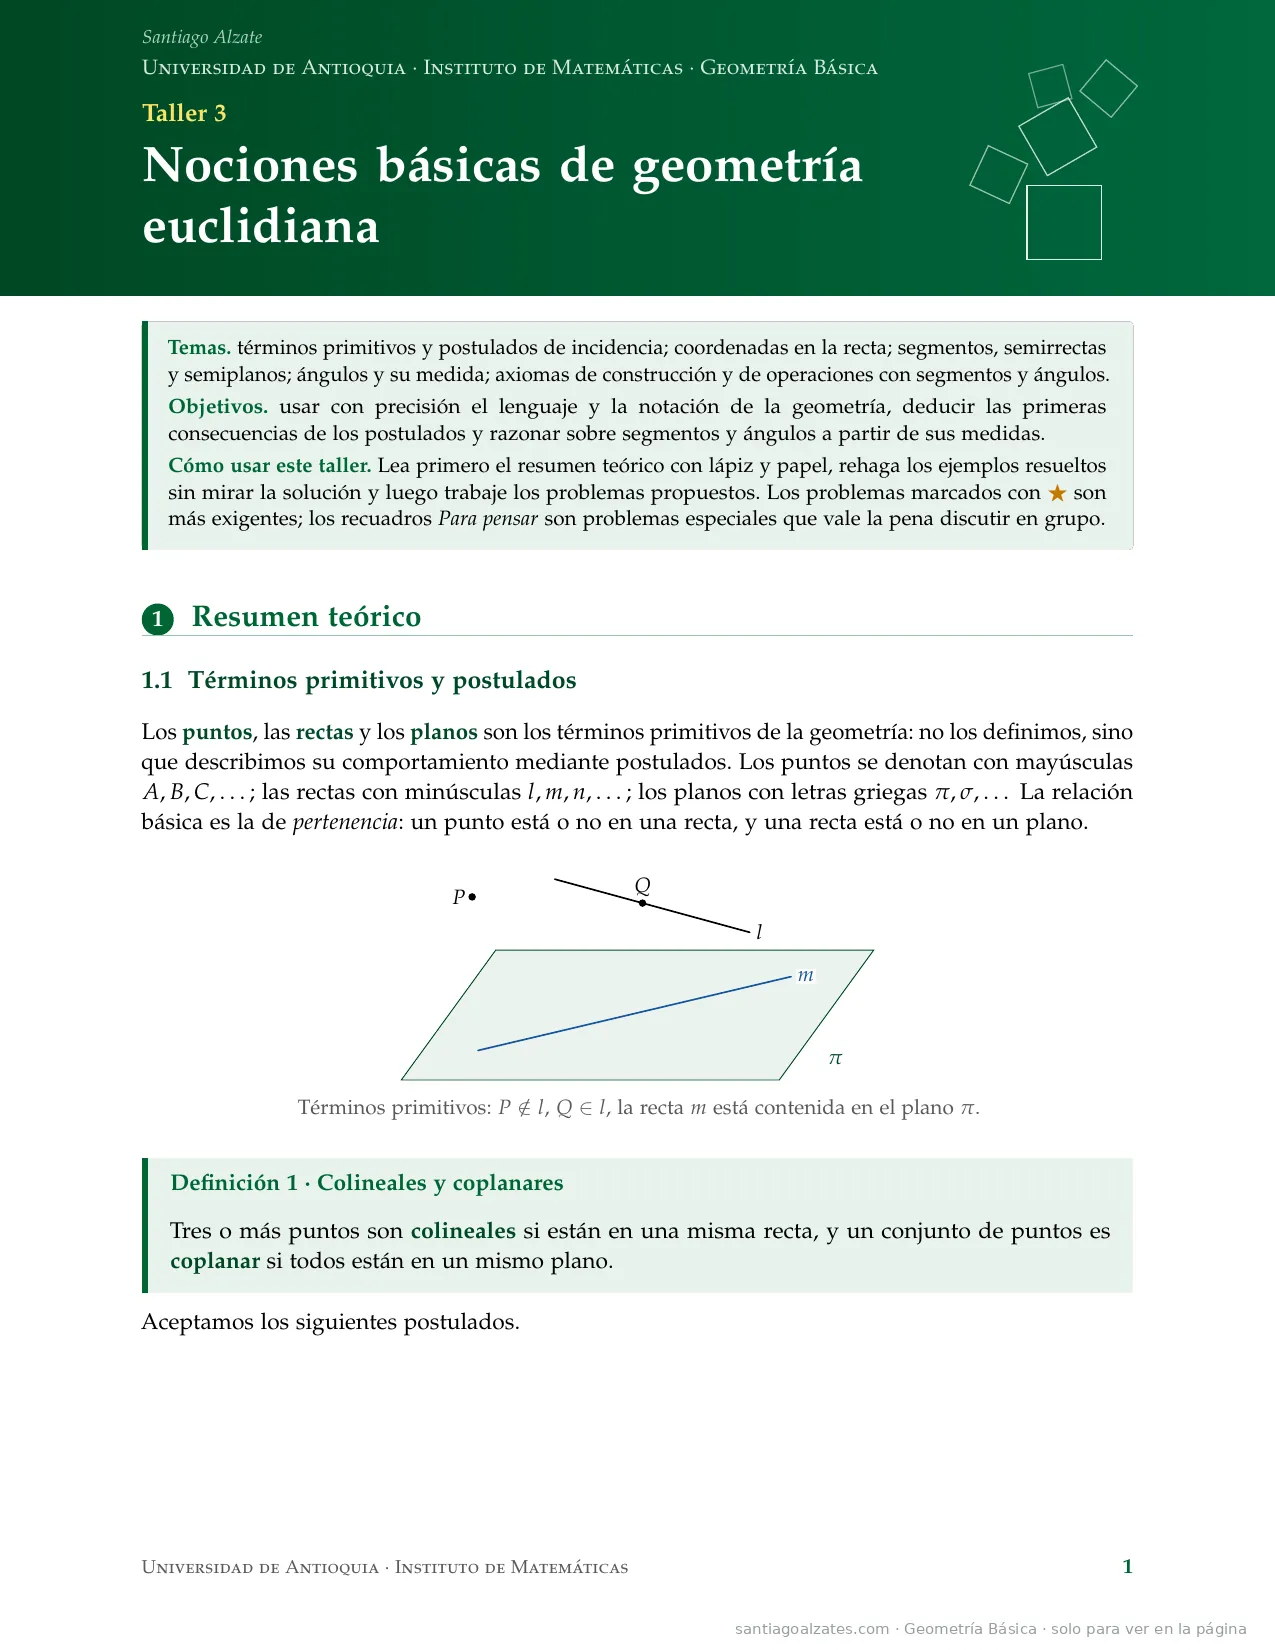 Santiago Alzate
Universidad de Antioquia · Instituto de Matemáticas · Geometría Básica
Taller 3
Nociones básicas de geometría
euclidiana
Temas. términos primitivos y postulados de incidencia; coordenadas en la recta; segmentos, semirrectas
y semiplanos; ángulos y su medida; axiomas de construcción y de operaciones con segmentos y ángulos.
Objetivos. usar con precisión el lenguaje y la notación de la geometría, deducir las primeras
consecuencias de los postulados y razonar sobre segmentos y ángulos a partir de sus medidas.
Cómo usar este taller. Lea primero el resumen teórico con lápiz y papel, rehaga los ejemplos resueltos
sin mirar la solución y luego trabaje los problemas propuestos. Los problemas marcados con ★ son
más exigentes; los recuadros Para pensar son problemas especiales que vale la pena discutir en grupo.
1 Resumen teórico
1.1 Términos primitivos y postulados
Los puntos, las rectas y los planos son los términos primitivos de la geometría: no los definimos, sino
que describimos su comportamiento mediante postulados. Los puntos se denotan con mayúsculas
A, B, C, . . . ; las rectas con minúsculas l, m, n, . . . ; los planos con letras griegas π, σ, . . . La relación
básica es la de pertenencia: un punto está o no en una recta, y una recta está o no en un plano.
Q
P
l
m
π
Términos primitivos: P ∉ l, Q ∈ l, la recta m está contenida en el plano π.
Definición 1 · Colineales y coplanares
Tres o más puntos son colineales si están en una misma recta, y un conjunto de puntos es
coplanar si todos están en un mismo plano.
Aceptamos los siguientes postulados.
Universidad de Antioquia · Instituto de Matemáticas
1
santiagoalzates.com · Geometría Básica · solo para ver en la página